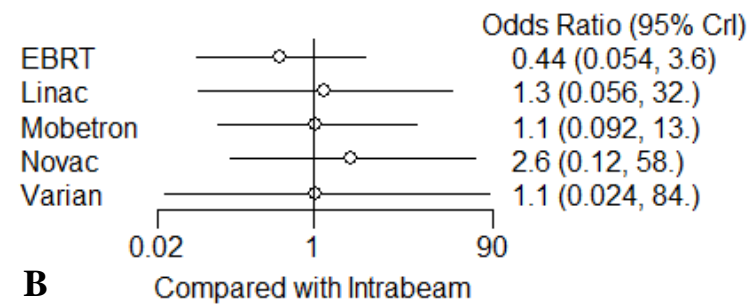 Odds Ratio (95% CrI)
EBRT 0.44 (0.054, 3.6)
Linac 1.3 (0.056, 32.)
Mobetron 1.1 (0.092, 13.)
Novac 2.6 (0.12, 58.)
Varian 1.1 (0.024, 84.)
0.02 1 90
B Compared with Intrabeam